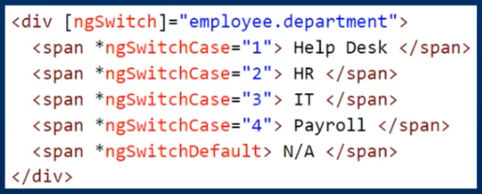 <div [ngSwitch]="employee.department">
<span *ngSwitchCase="1"> Help Desk </span>
<span *ngSwitchCase="2"> HR </span>
<span *ngSwitchCase="3"> IT </span>
<span *ngSwitchCase="4"> Payroll </span>
<span *ngSwitchDefault> N/A </span>
</div>